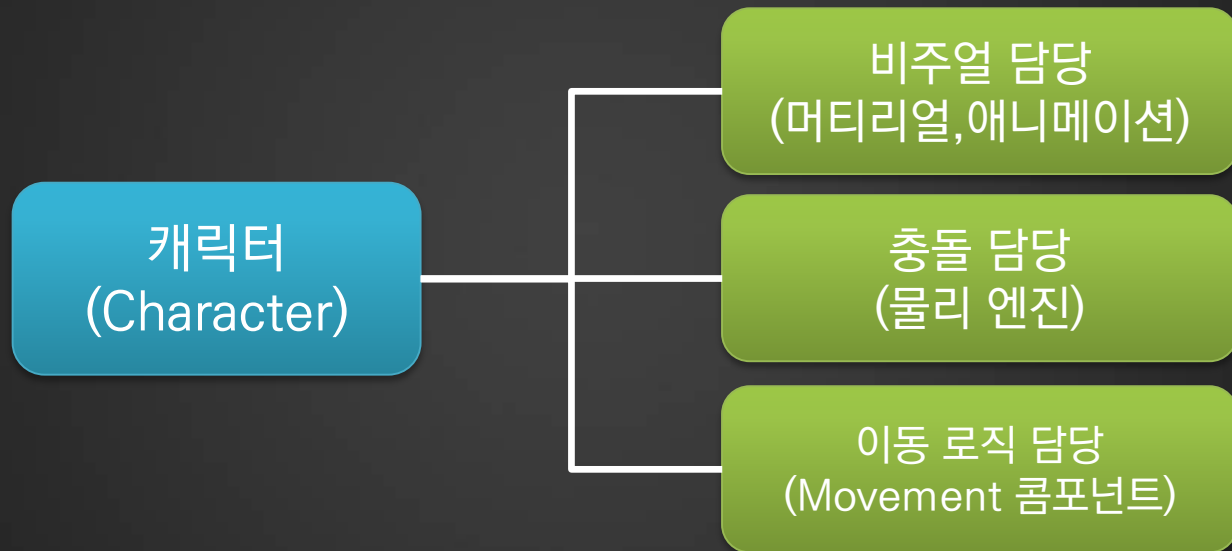 캐릭터
(Character)
비주얼 담당
(머티리얼,애니메이션)
충돌 담당
(물리 엔진)
이동 로직 담당
(Movement 콤포넌트)